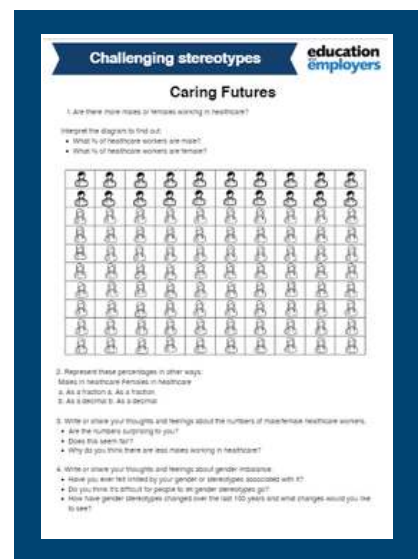 Challenging stereotypes
education
and
employers
Caring Futures
1. Are there more males or females working in healthcare?
Interpret the diagram to find out:
• What % of healthcare workers are male?
• What % of healthcare workers are female?
2. Represent these percentages in other ways:
Males in healthcare Females in healthcare
a. As a fraction a. As a fraction
b. As a decimal b. As a decimal
3. Write or share your thoughts and feelings about the numbers of male/female healthcare workers.
• Are the numbers surprising to you?
• Does this seem fair?
• Why do you think there are less males working in healthcare?
4. Write or share your thoughts and feelings about gender imbalance.
• Have you ever felt limited by your gender or stereotypes associated with it?
• Do you think it's difficult for people to let gender stereotypes go?
• How have gender stereotypes changed over the last 100 years and what changes would you like
to see?